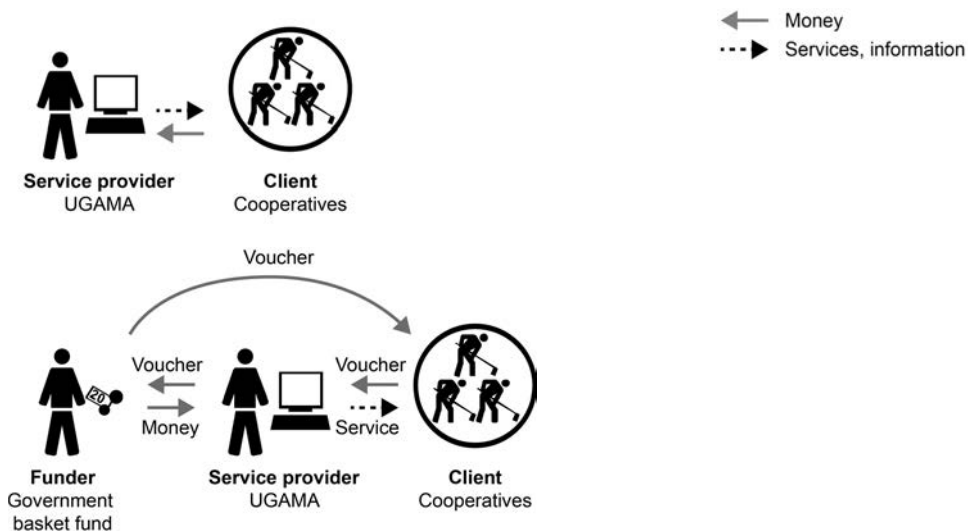 Money
Services, information
Service provider
UGAMA
Client
Cooperatives
Voucher
Voucher
Money
Voucher
Service
20
Funder
Government
basket fund
Service provider
UGAMA
Client
Cooperatives